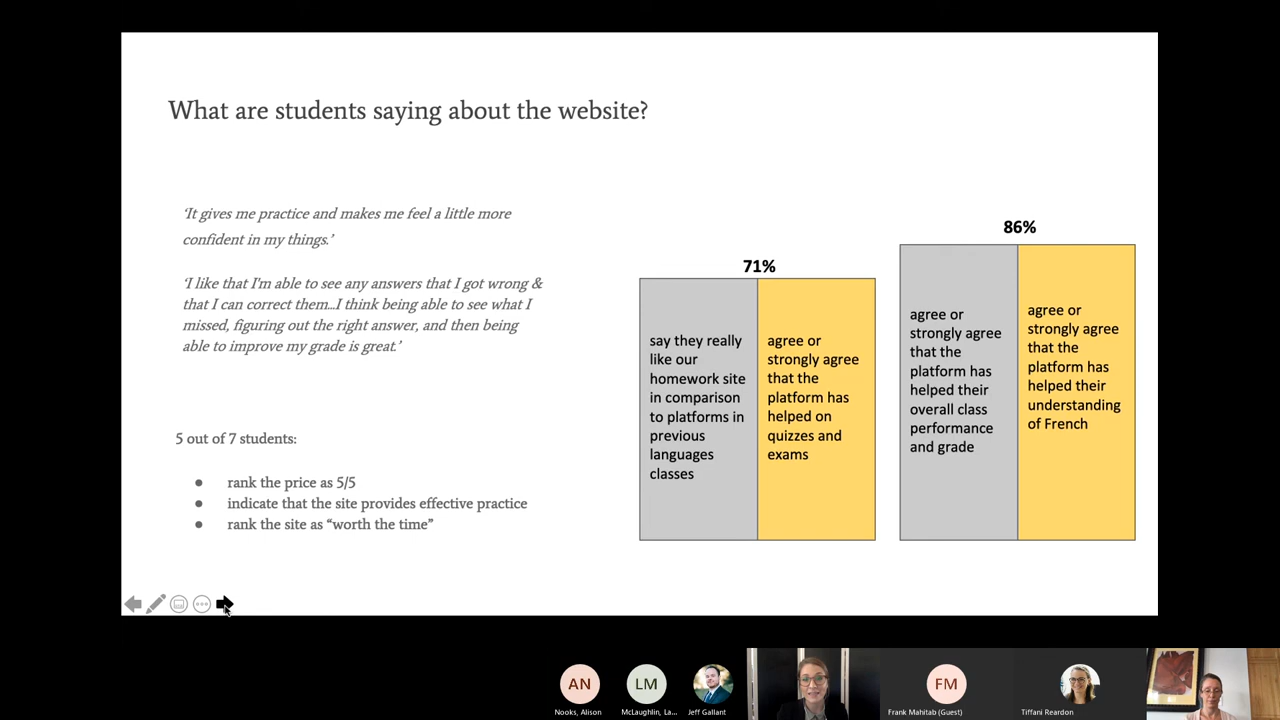 What are students saying about the website?
‘It gives me practice and makes me feel a little more
confident in my things.’
‘I like that I'm able to see any answers that I got wrong &
that I can correct them...I think being able to see what I
missed, figuring out the right answer, and then being
able to improve my grade is great.’
5 out of 7 students:
● rank the price as 5/5
● indicate that the site provides effective practice
● rank the site as “worth the time”
71%
say they really
like our
homework site
in comparison
to platforms in
previous
languages
classes
agree or
strongly agree
that the
platform has
helped on
quizzes and
exams
86%
agree or
strongly agree
that the
platform has
helped their
overall class
performance
and grade
agree or
strongly agree
that the
platform has
helped their
understanding
of French
AN
Nooks, Alison
LM
McLaughlin, La...
Jeff Gallant
FM
Frank Mahitab (Guest)
Tiffani Reardon